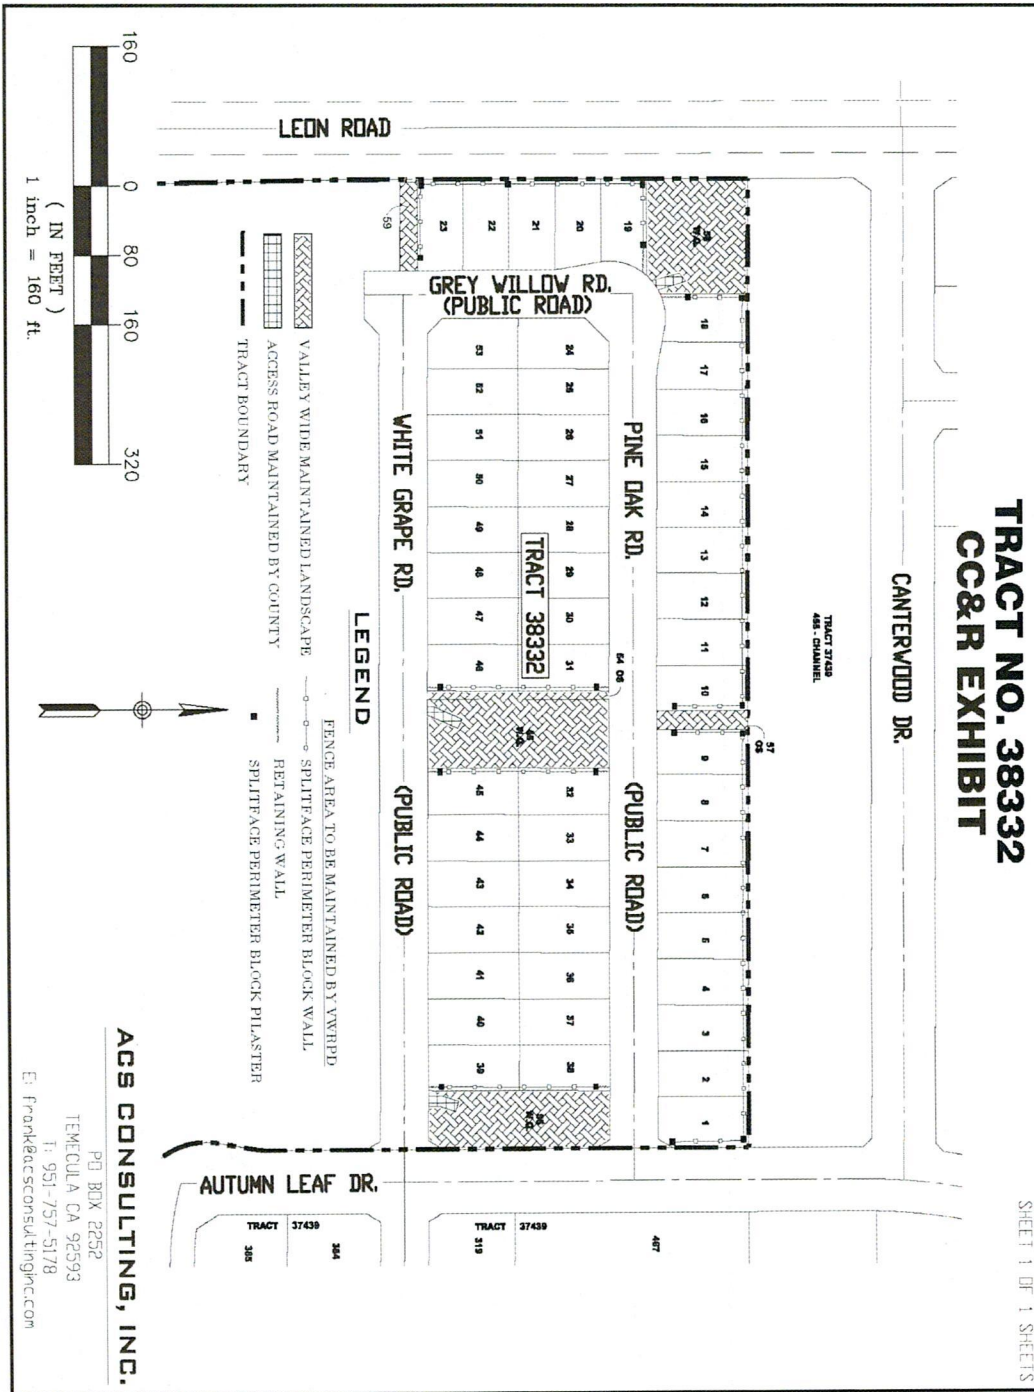 SHEET 1 OF 1 SHEETS
TRACT NO. 38332
CC&R EXHIBIT
CANTERWOOD DR.
TRACT 37439
466 - CHANNEL
LEON ROAD
GREY WILLOW RD.
(PUBLIC ROAD)
PINE OAK RD.
(PUBLIC ROAD)
WHITE GRAPE RD.
(PUBLIC ROAD)
AUTUMN LEAF DR.
TRACT 38332
W.Q.
18
17
16
15
14
13
12
11
10
57
OS
9
8
7
5
4
3
2
1
19
20
21
22
23
59
24
25
26
27
28
29
30
31
54 OS
W.Q.
32
33
34
35
36
37
38
W.Q.
53
52
51
50
49
47
45
44
43
42
41
40
39
467
TRACT 37439
319
TRACT 37439
384
385
LEGEND
VALLEY WIDE MAINTAINED LANDSCAPE
ACCESS ROAD MAINTAINED BY COUNTY
TRACT BOUNDARY
FENCE AREA TO BE MAINTAINED BY VWRPD
SPLITFACE PERIMETER BLOCK WALL
RETAINING WALL
SPLITFACE PERIMETER BLOCK PILASTER
160 0 80 160 320
( IN FEET )
1 inch = 160 ft.
ACS CONSULTING, INC.
PO BOX 2252
TEMECULA CA 92593
T: 951-757-5178
E: frank@acsconsultinginc.com